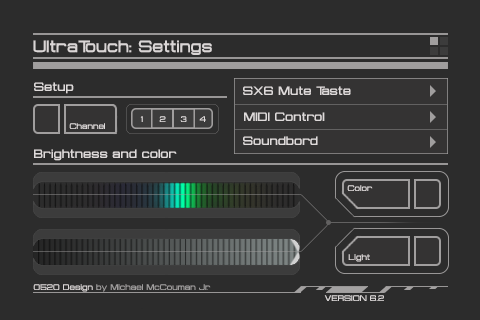 UltraTouch: Settings
Setup
Channel
1 2 3 4
SX6 Mute Taste
MIDI Control
Soundbord
Brightness and color
Color
Light
0620 Design by Michael McCouman Jr
VERSION 6.2